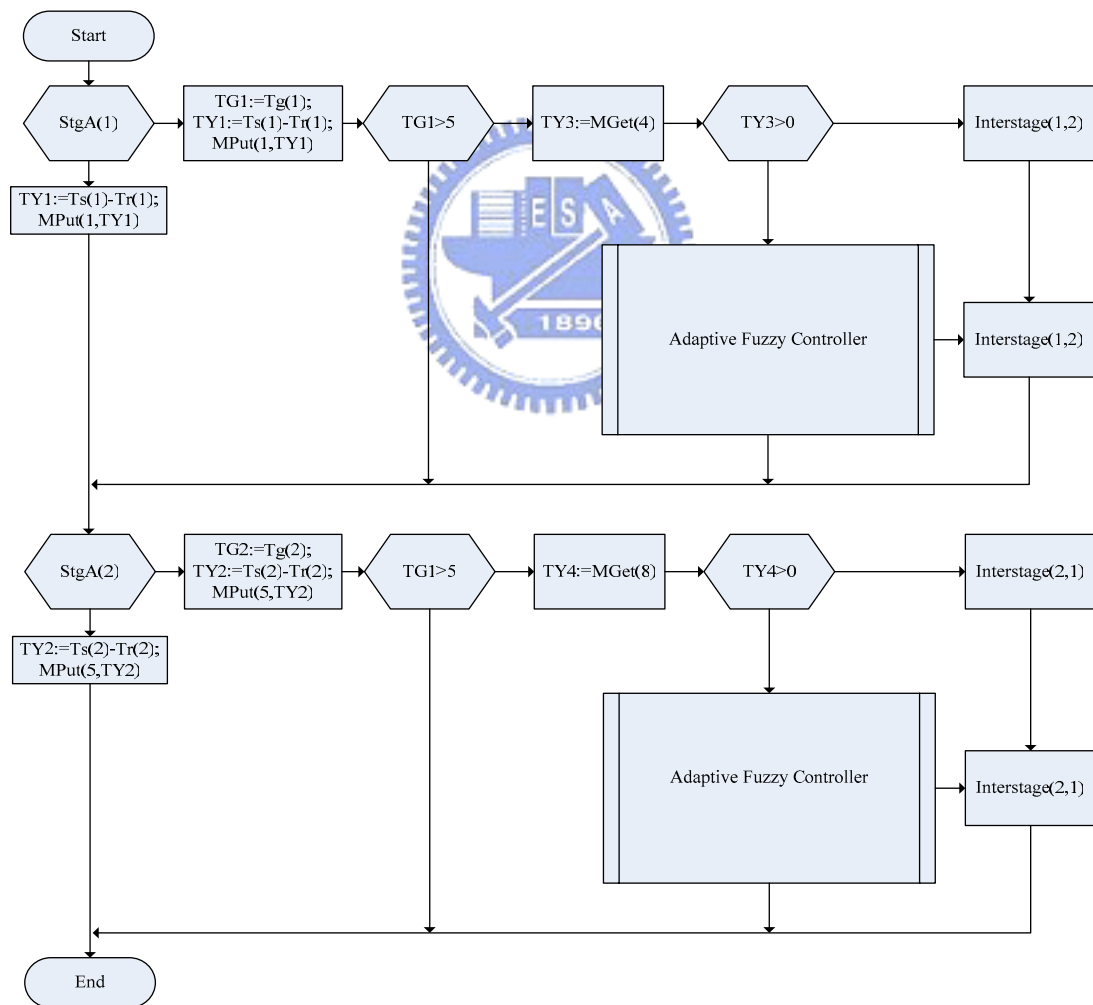 Start
StgA(1)
TG1:=Tg(1);
TY1:=Ts(1)-Tr(1);
MPut(1,TY1)
TG1>5
TY3:=MGet(4)
TY3>0
Interstage(1,2)
TY1:=Ts(1)-Tr(1);
MPut(1,TY1)
E S A
1896
Adaptive Fuzzy Controller
Interstage(1,2)
StgA(2)
TG2:=Tg(2);
TY2:=Ts(2)-Tr(2);
MPut(5,TY2)
TG1>5
TY4:=MGet(8)
TY4>0
Interstage(2,1)
TY2:=Ts(2)-Tr(2);
MPut(5,TY2)
Adaptive Fuzzy Controller
Interstage(2,1)
End